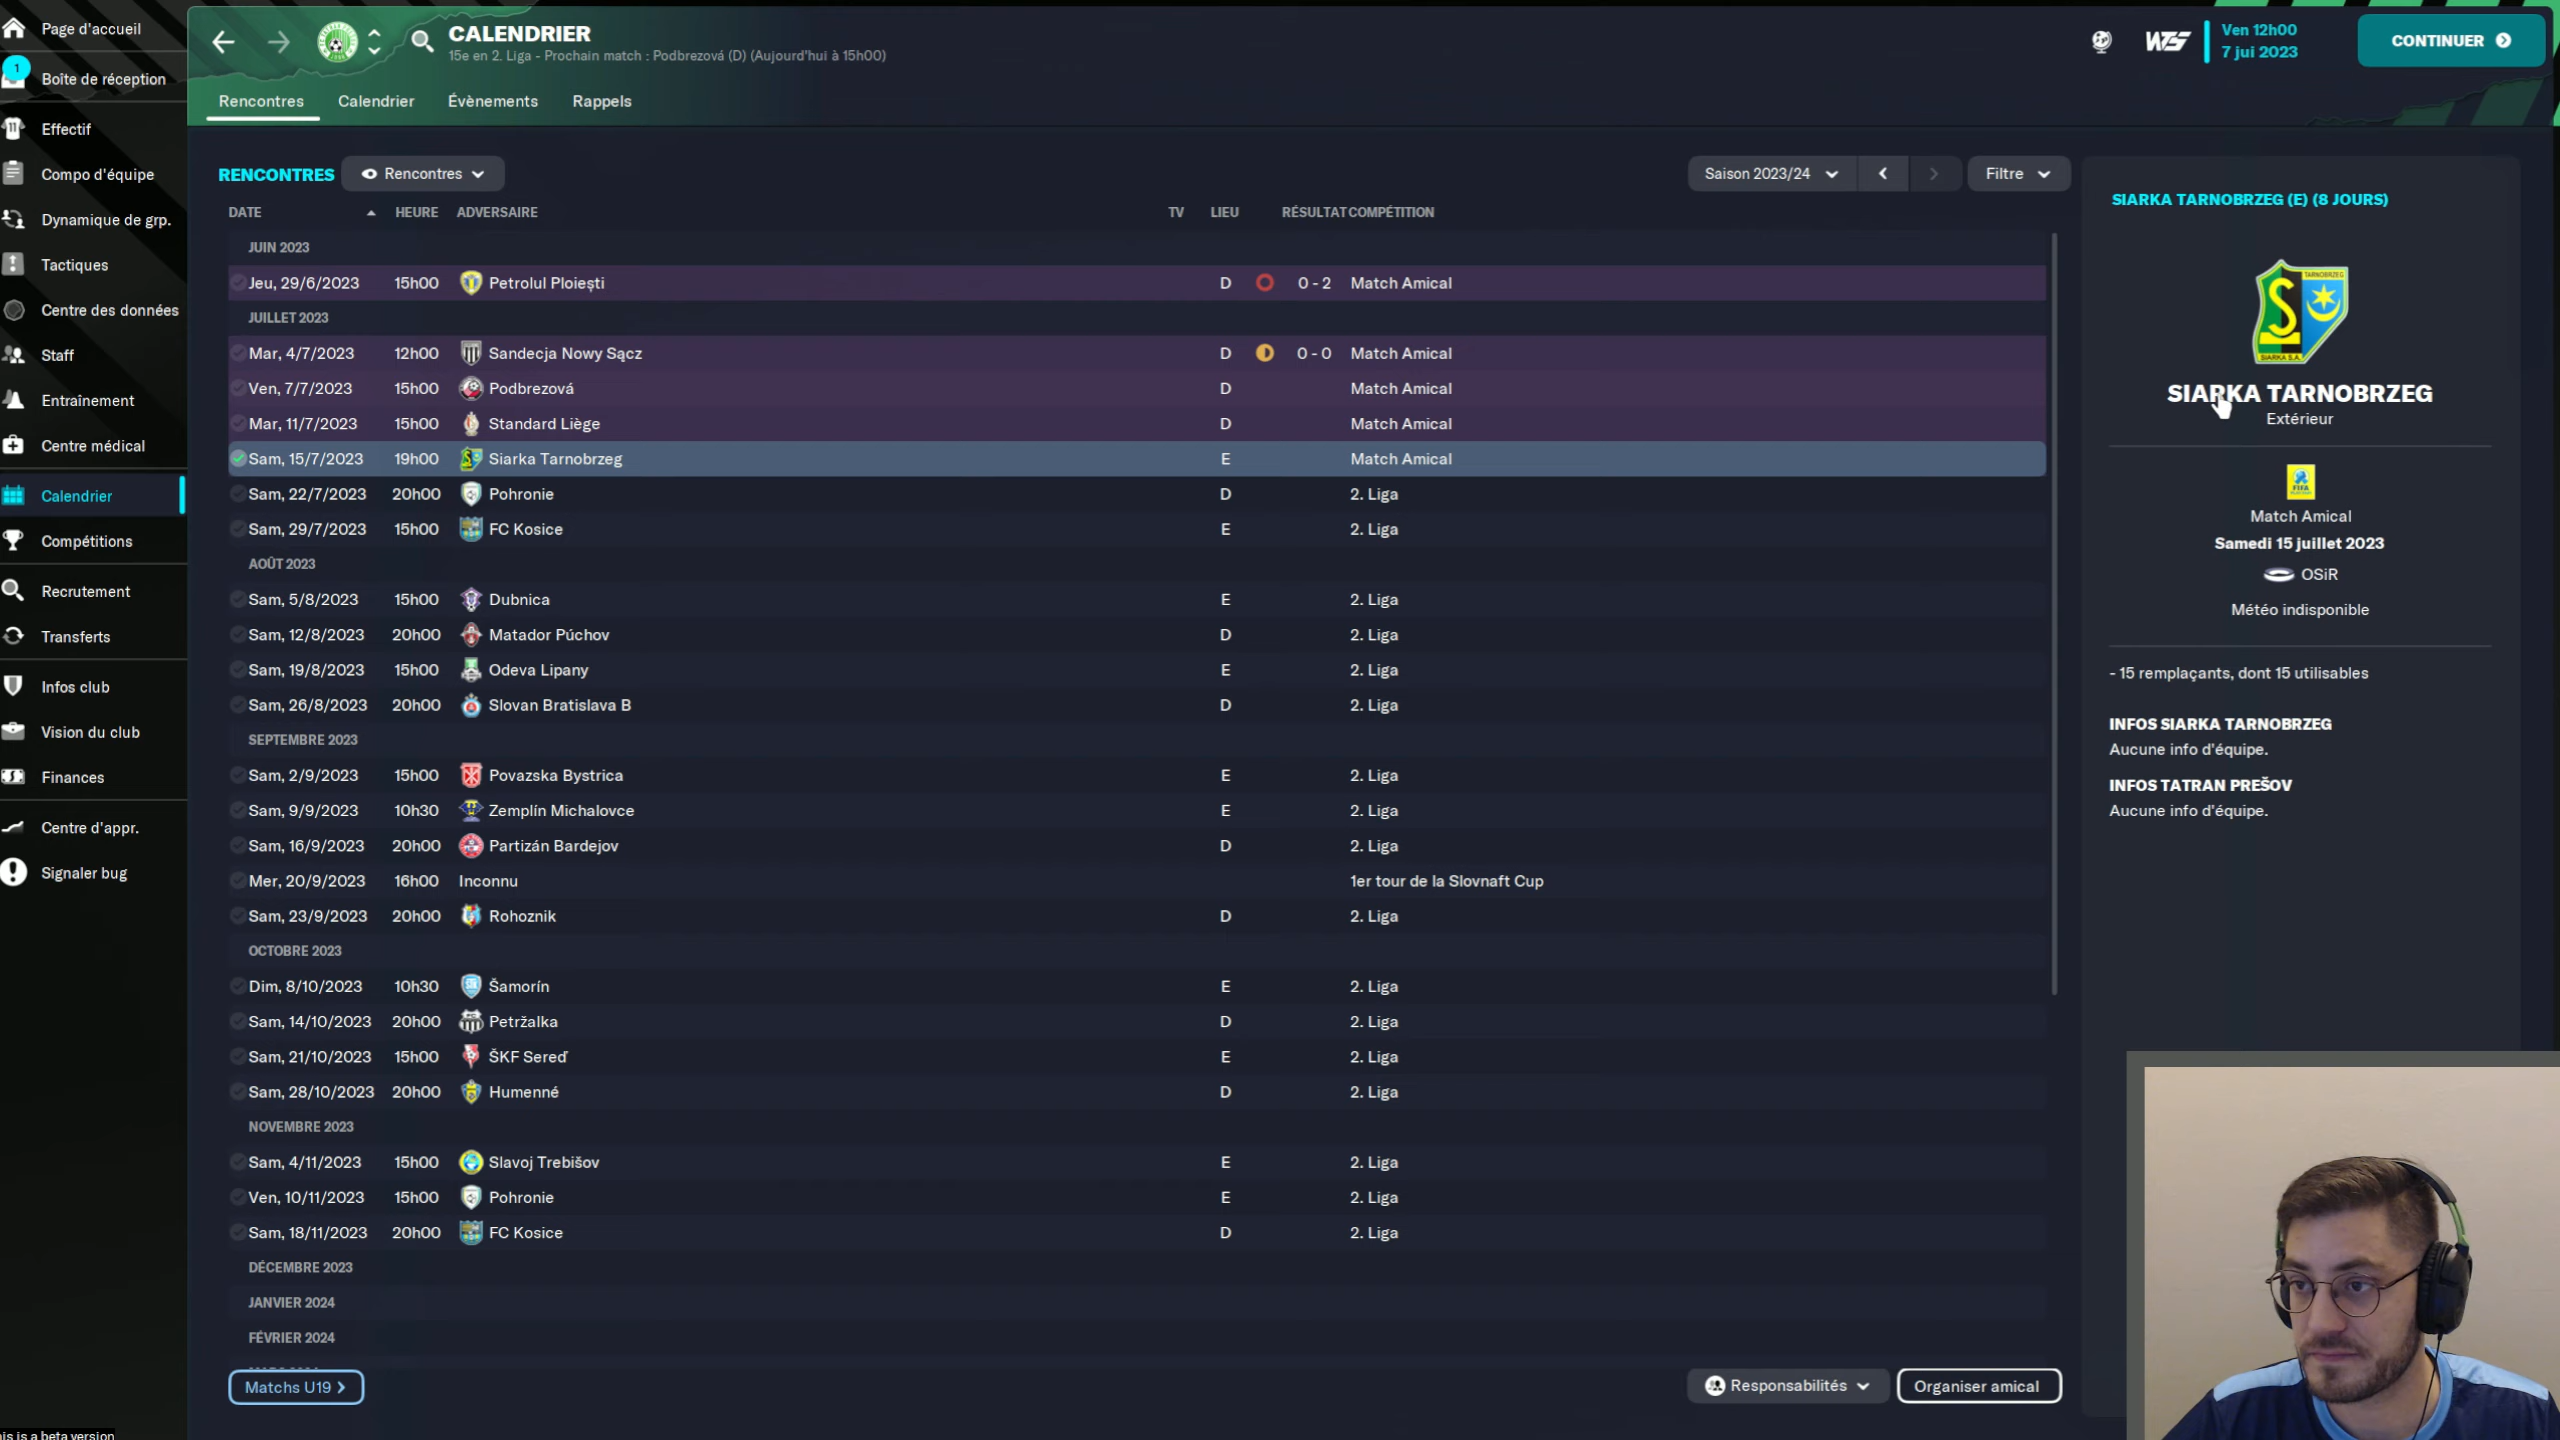 Page d'accueil
1
Boîte de réception
Effectif
Compo d'équipe
Dynamique de grp.
Tactiques
Centre des données
Staff
Entraînement
Centre médical
Calendrier
Compétitions
Recrutement
Transferts
Infos club
Vision du club
Finances
Centre d'appr.
Signaler bug
CALENDRIER
15e en 2. Liga - Prochain match : Podbrezová (D) (Aujourd'hui à 15h00)
Ven 12h00
7 jui 2023
CONTINUER
Rencontres Calendrier Évènements Rappels
RENCONTRES Rencontres
Saison 2023/24 Filtre
DATE HEURE ADVERSAIRE TV LIEU RÉSULTAT COMPÉTITION
JUIN 2023
Jeu, 29/6/2023 15h00 Petrolul Ploiești D 0 - 2 Match Amical
JUILLET 2023
Mar, 4/7/2023 12h00 Sandecja Nowy Sącz D 0 - 0 Match Amical
Ven, 7/7/2023 15h00 Podbrezová D Match Amical
Mar, 11/7/2023 15h00 Standard Liège D Match Amical
Sam, 15/7/2023 19h00 Siarka Tarnobrzeg E Match Amical
Sam, 22/7/2023 20h00 Pohronie D 2. Liga
Sam, 29/7/2023 15h00 FC Kosice E 2. Liga
AOÛT 2023
Sam, 5/8/2023 15h00 Dubnica E 2. Liga
Sam, 12/8/2023 20h00 Matador Púchov D 2. Liga
Sam, 19/8/2023 15h00 Odeva Lipany E 2. Liga
Sam, 26/8/2023 20h00 Slovan Bratislava B D 2. Liga
SEPTEMBRE 2023
Sam, 2/9/2023 15h00 Povazska Bystrica E 2. Liga
Sam, 9/9/2023 10h30 Zemplín Michalovce E 2. Liga
Sam, 16/9/2023 20h00 Partizán Bardejov D 2. Liga
Mer, 20/9/2023 16h00 Inconnu 1er tour de la Slovnaft Cup
Sam, 23/9/2023 20h00 Rohoznik D 2. Liga
OCTOBRE 2023
Dim, 8/10/2023 10h30 Šamorín E 2. Liga
Sam, 14/10/2023 20h00 Petržalka D 2. Liga
Sam, 21/10/2023 15h00 ŠKF Sereď E 2. Liga
Sam, 28/10/2023 20h00 Humenné D 2. Liga
NOVEMBRE 2023
Sam, 4/11/2023 15h00 Slavoj Trebišov E 2. Liga
Ven, 10/11/2023 15h00 Pohronie E 2. Liga
Sam, 18/11/2023 20h00 FC Kosice D 2. Liga
DÉCEMBRE 2023
JANVIER 2024
FÉVRIER 2024
Matchs U19
Responsabilités
Organiser amical
SIARKA TARNOBRZEG (E) (8 JOURS)
TARNOBRZEG
S
SIARKA S.A.
SIARKA TARNOBRZEG
Extérieur
FIFA
Match Amical
Samedi 15 juillet 2023
OSiR
Météo indisponible
- 15 remplaçants, dont 15 utilisables
INFOS SIARKA TARNOBRZEG
Aucune info d'équipe.
INFOS TATRAN PREŠOV
Aucune info d'équipe.
is a beta version